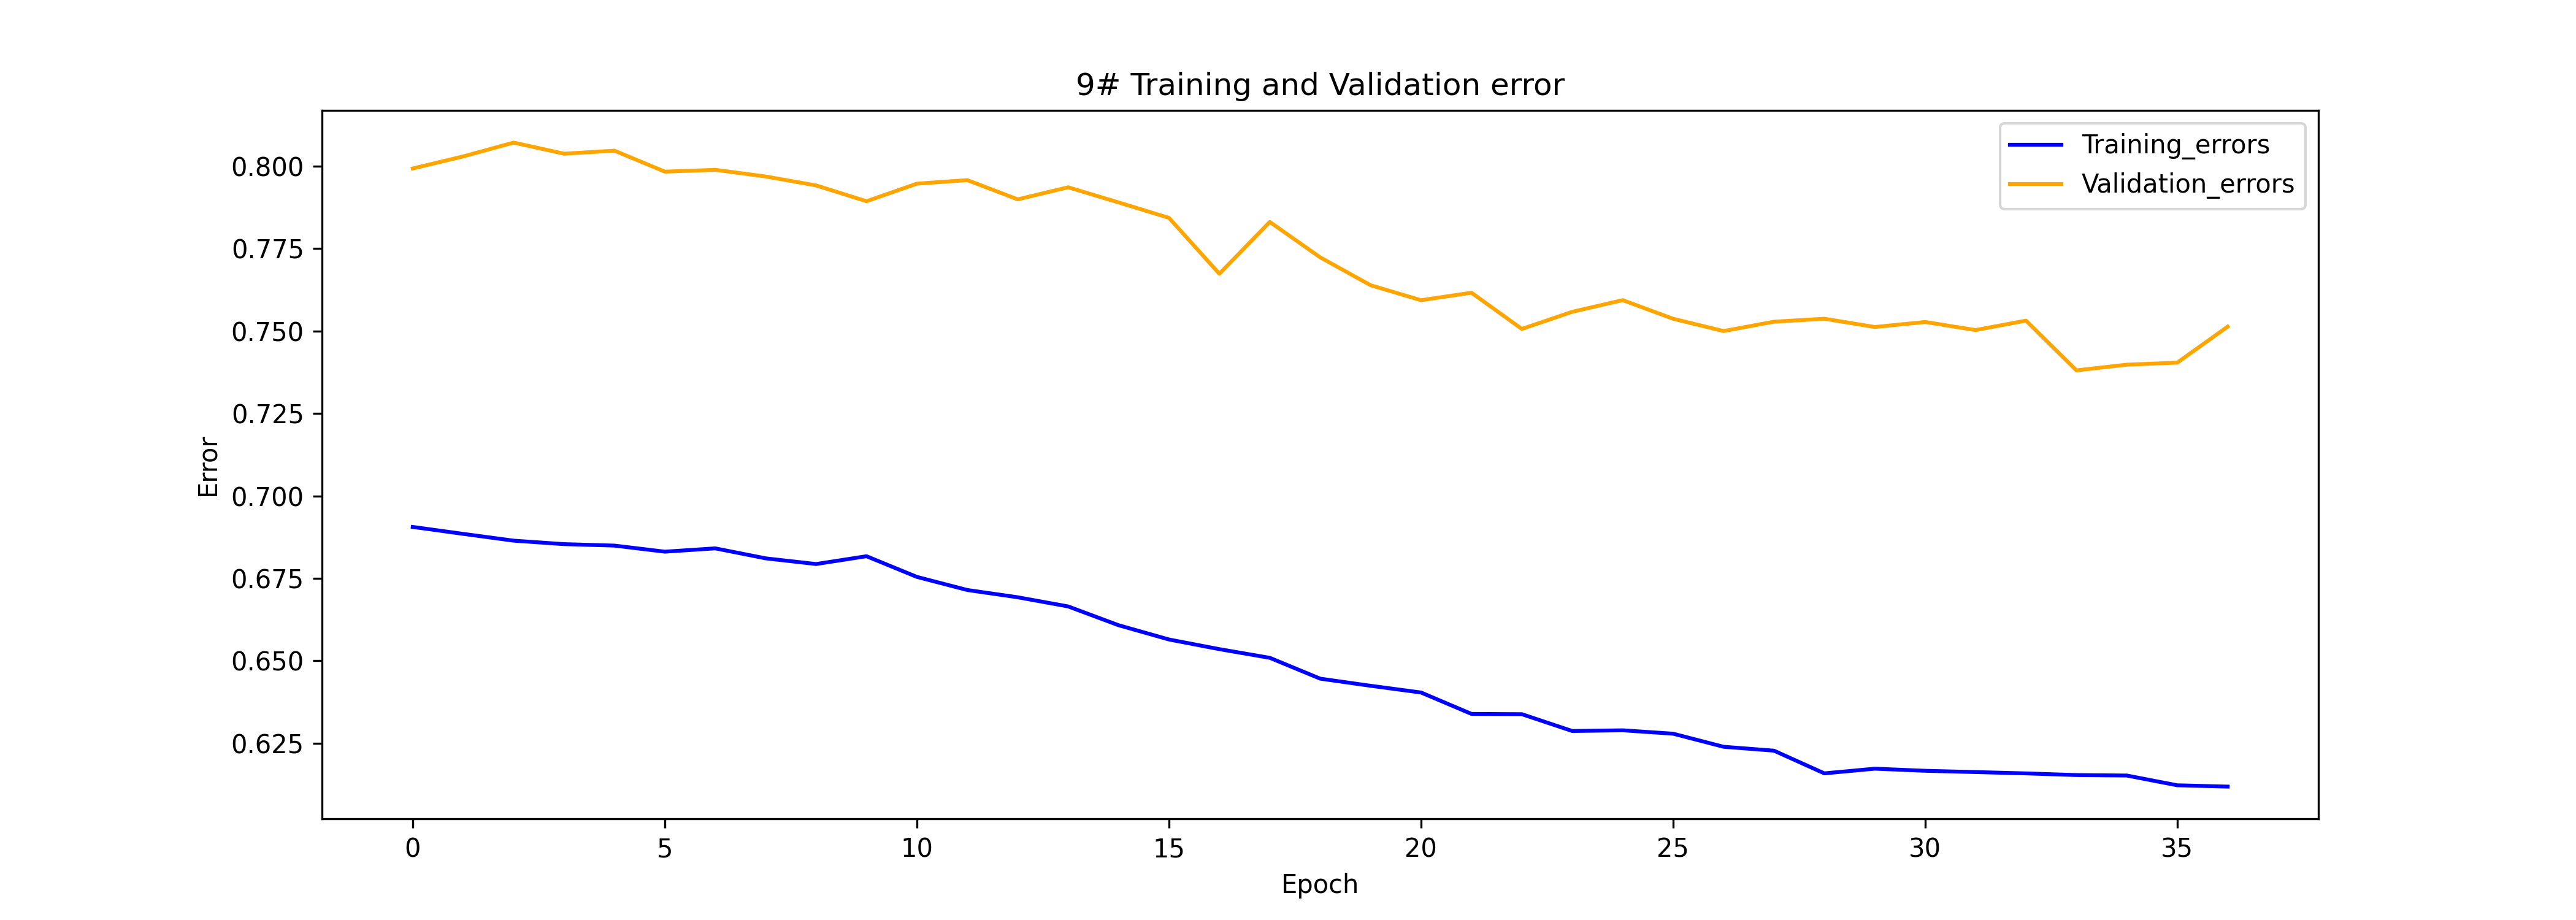 9# Training and Validation error
Training_errors
Validation_errors
0.800
0.775
0.750
0.725
0.700
0.675
0.650
0.625
Error
0 5 10 15 20 25 30 35
Epoch